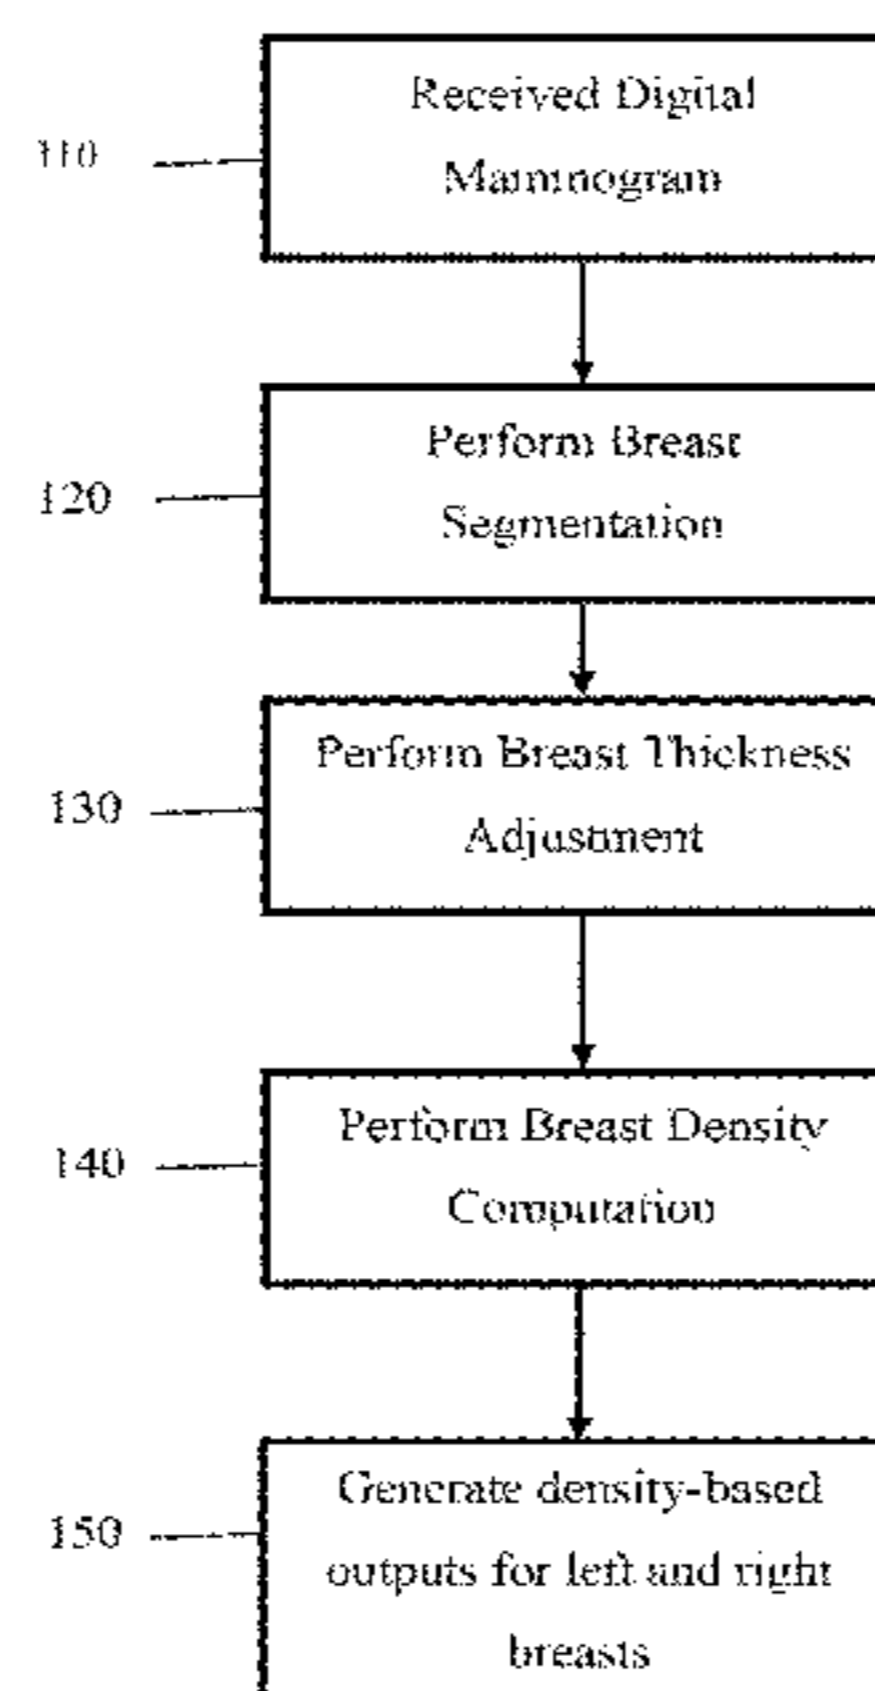 110
Received Digital
Mammogram
120
Perform Breast
Segmentation
130
Perform Breast Thickness
Adjustment
140
Perform Breast Density
Computation
150
Generate density-based
outputs for left and right
breasts